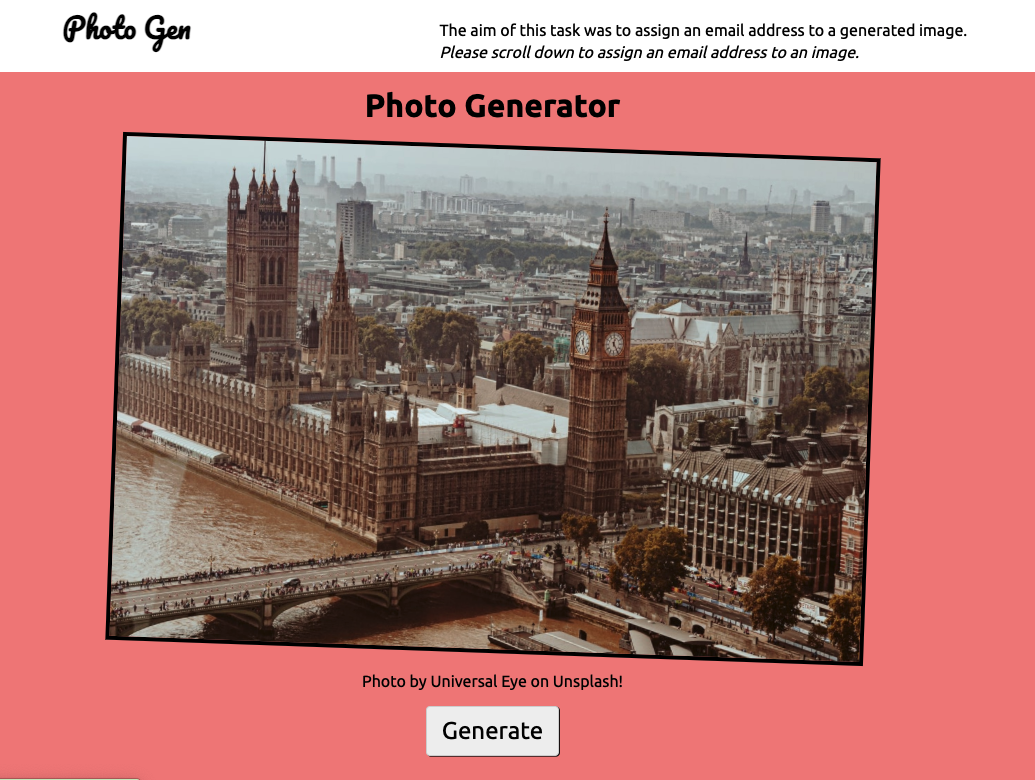 Photo Gen
The aim of this task was to assign an email address to a generated image.
Please scroll down to assign an email address to an image.
Photo Generator
Photo by Universal Eye on Unsplash!
Generate